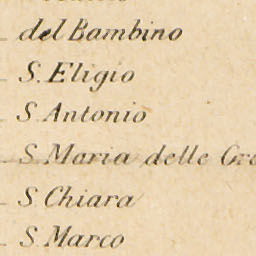 del Bambino
S. Eligio
S. Antonio
S. Maria delle
S. Chiara
S. Marco